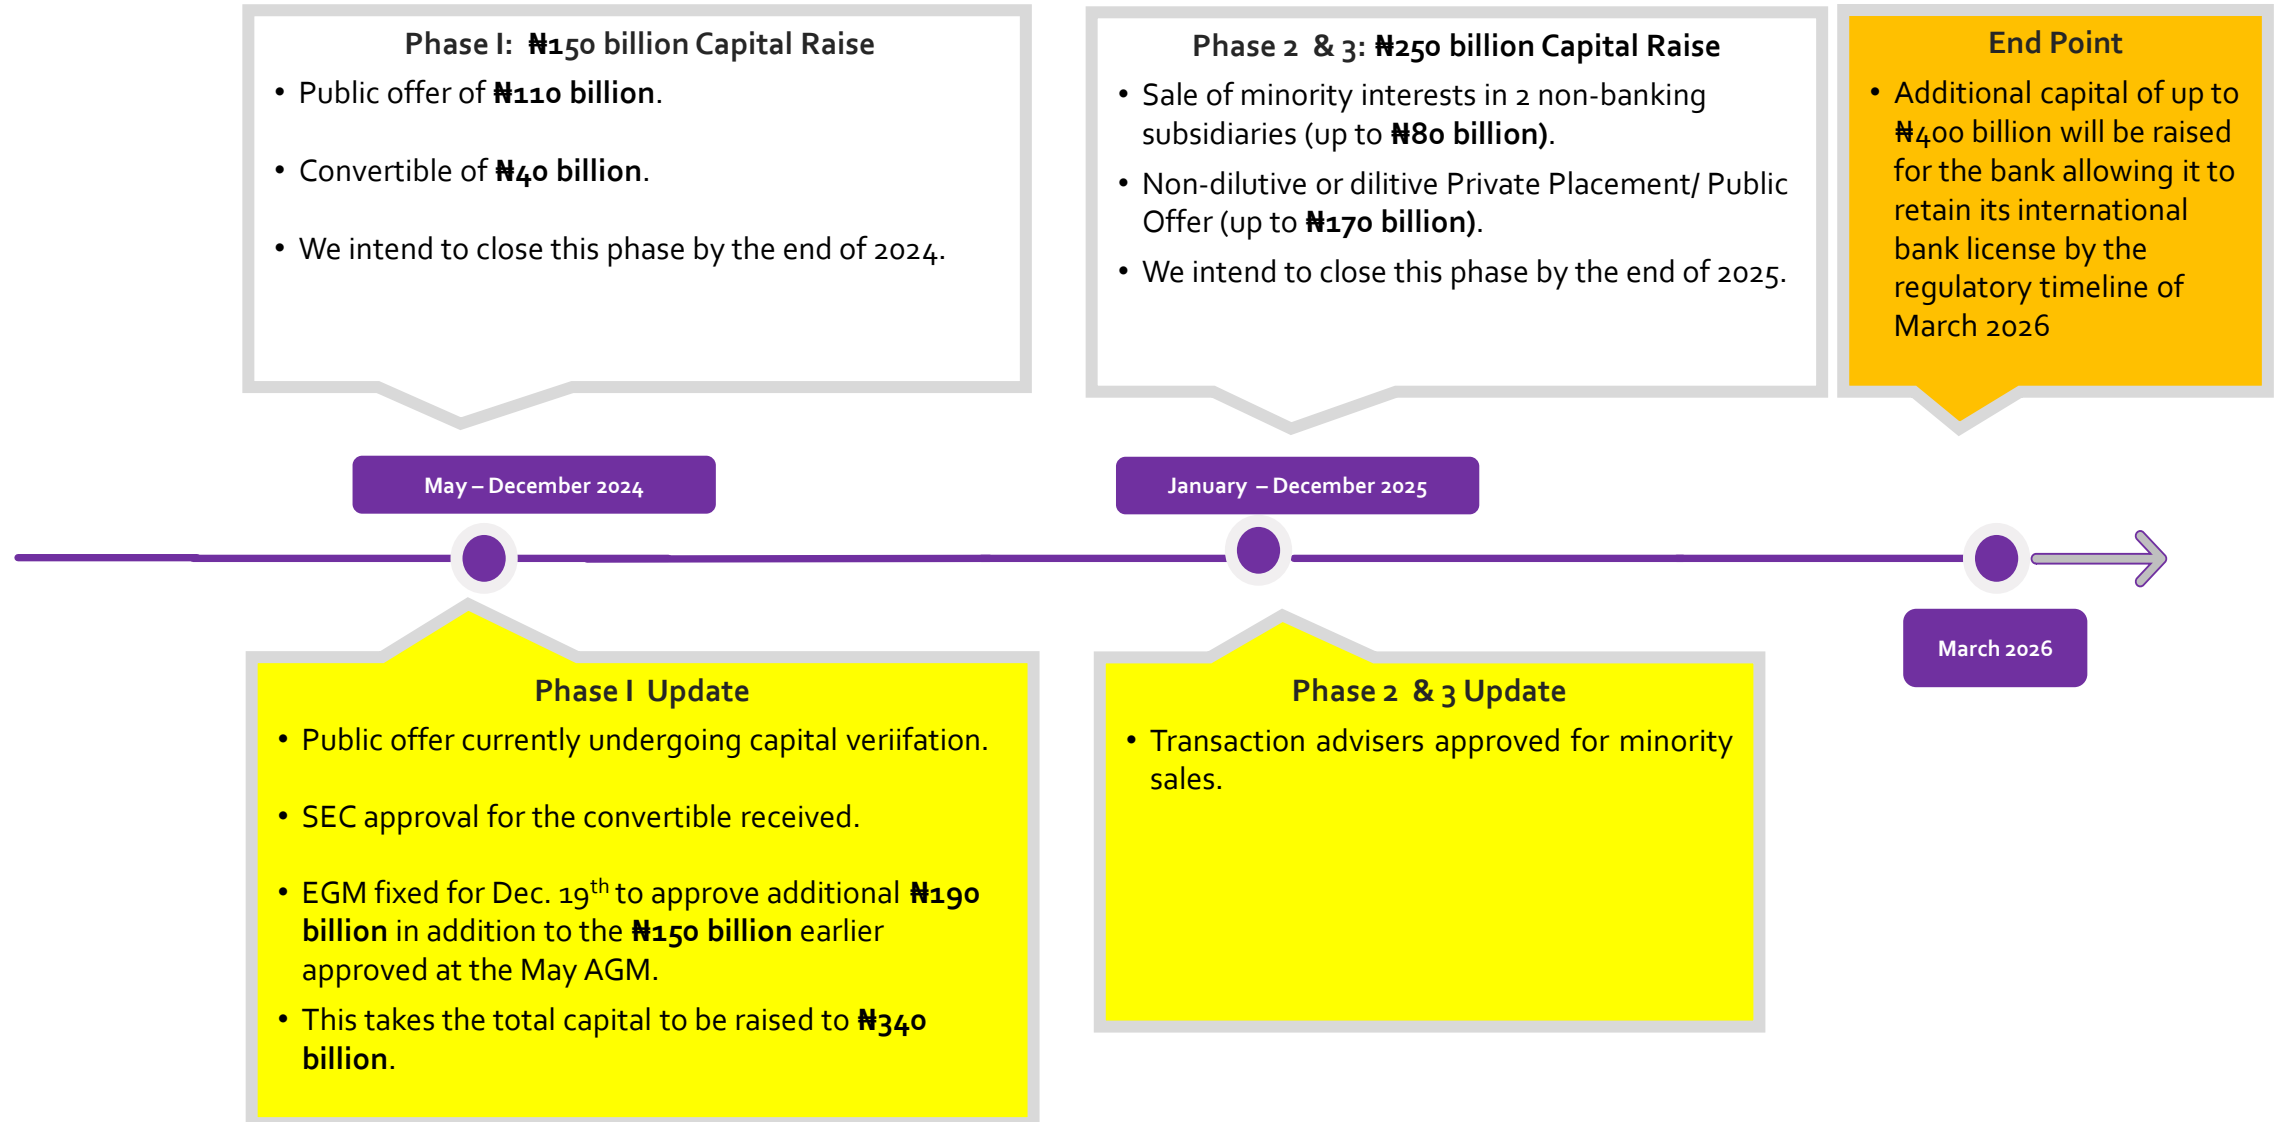 Phase I: ₦150 billion Capital Raise
• Public offer of ₦110 billion.
• Convertible of ₦40 billion.
• We intend to close this phase by the end of 2024.
Phase 2 & 3: ₦250 billion Capital Raise
• Sale of minority interests in 2 non-banking
subsidiaries (up to ₦80 billion).
• Non-dilutive or dilitive Private Placement/ Public
Offer (up to ₦170 billion).
• We intend to close this phase by the end of 2025.
End Point
• Additional capital of up to
₦400 billion will be raised
for the bank allowing it to
retain its international
bank license by the
regulatory timeline of
March 2026
May – December 2024
January – December 2025
March 2026
Phase I Update
• Public offer currently undergoing capital veriifation.
• SEC approval for the convertible received.
• EGM fixed for Dec. 19th to approve additional ₦190
billion in addition to the ₦150 billion earlier
approved at the May AGM.
• This takes the total capital to be raised to ₦340
billion.
Phase 2 & 3 Update
• Transaction advisers approved for minority
sales.